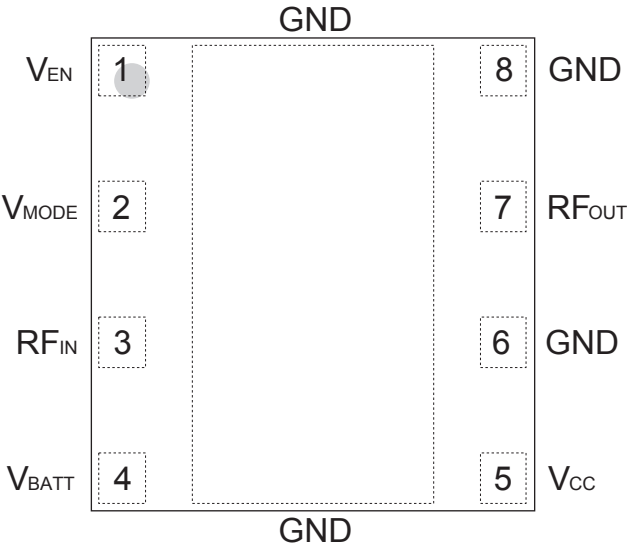 GND
VEN 1 8 GND
VMODE 2 7 RFOUT
RFIN 3 6 GND
VBATT 4 5 VCC
GND